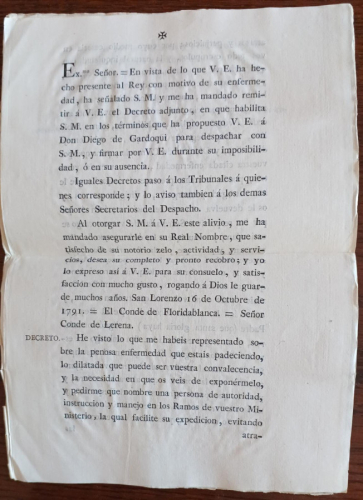 ✠
Ex.mo Señor. = En vista de lo que V. E. ha he-
cho presente al Rey con motivo de su enferme-
dad, ha señalado S. M. y me ha mandado remi-
tir á V. E. el Decreto adjunto, en que habilita
S. M. en los términos que ha propuesto V. E. á
Don Diego de Gardoqui para despachar con
S. M., y firmar por V. E. durante su imposibili-
dad, ó en su ausencia.
Iguales Decretos paso á los Tribunales á quie-
nes corresponde; y lo aviso tambien á los demas
Señores Secretarios del Despacho.
Al otorgar S. M. á V. E. este alivio, me ha
mandado asegurarle en su Real Nombre, que sa-
tisfecho de su notorio zelo, actividad, y servi-
cios, desea su completo y pronto recobro; y yo
lo expreso así á V. E. para su consuelo, y satis-
faccion con mucho gusto, rogando á Dios le guar-
de muchos años. San Lorenzo 16 de Octubre de
1791. = El Conde de Floridablanca. = Señor
Conde de Lerena.
DECRETO. He visto lo que me habeis representado so-
bre la penosa enfermedad que estais padeciendo,
lo dilatada que puede ser vuestra convalecencia,
y la necesidad en que os veis de exponérmelo,
y pedirme que nombre una persona de autoridad,
instruccion y manejo en los Ramos de vuestro Mi-
nisterio, la qual facilite su expedicion, evitando
atra-